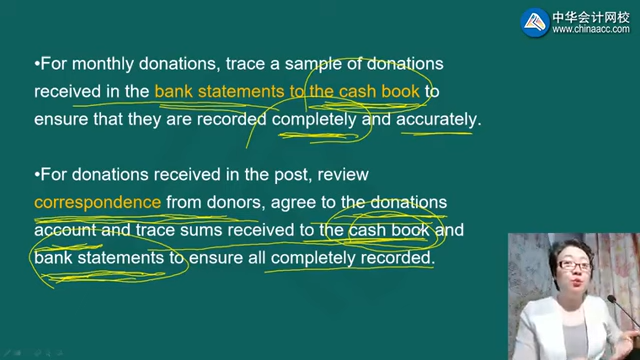 中华会计网校
www.chinaacc.com
•For monthly donations, trace a sample of donations
received in the bank statements to the cash book to
ensure that they are recorded completely and accurately.
•For donations received in the post, review
correspondence from donors, agree to the donations
account and trace sums received to the cash book and
bank statements to ensure all completely recorded.